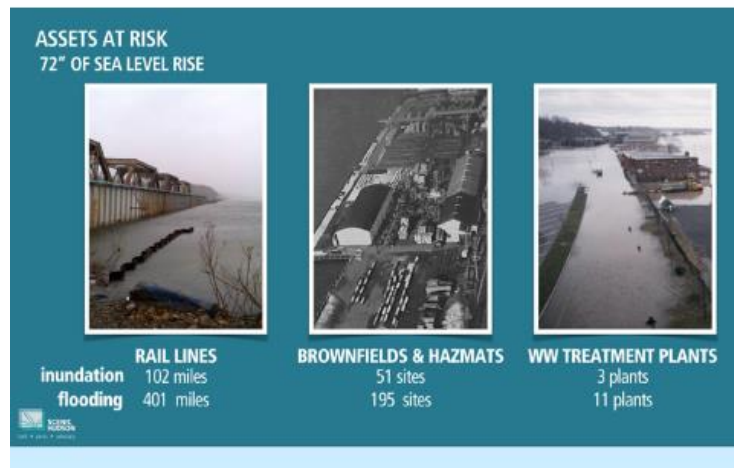 ASSETS AT RISK
72" OF SEA LEVEL RISE
RAIL LINES
BROWNFIELDS & HAZMATS
WW TREATMENT PLANTS
inundation 102 miles 51 sites 3 plants
flooding 401 miles 195 sites 11 plants
SCENIC
HUDSON